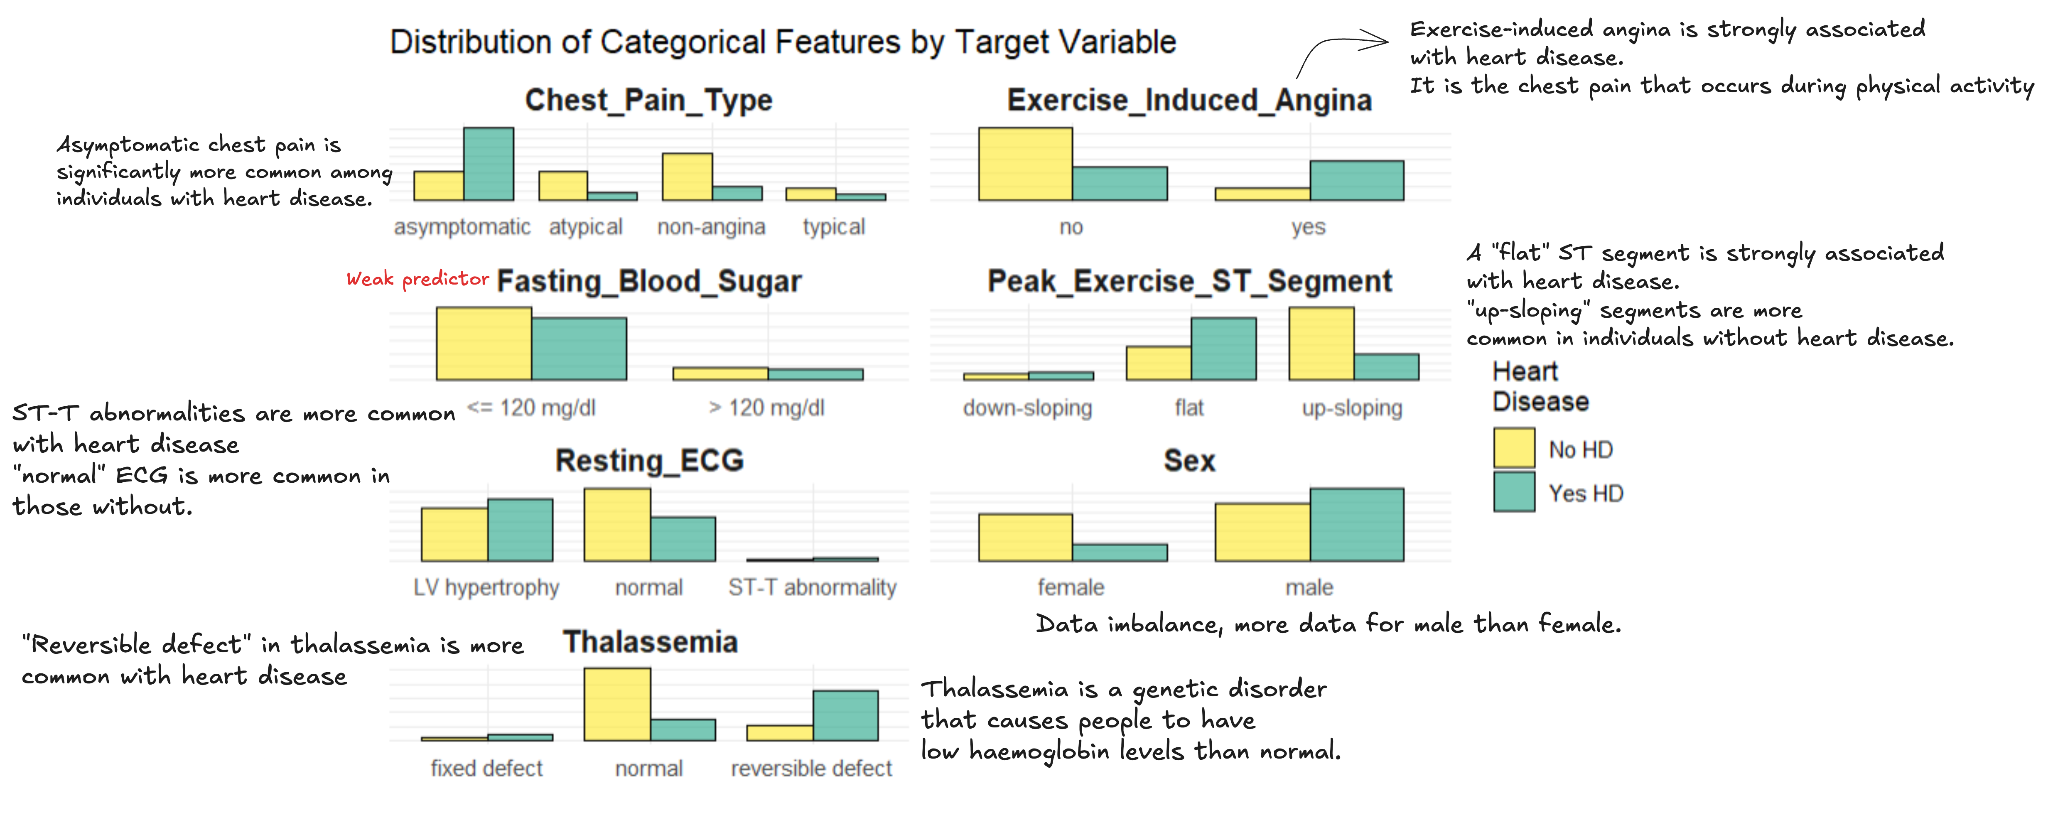 Distribution of Categorical Features by Target Variable
Exercise-induced angina is strongly associated
with heart disease.
It is the chest pain that occurs during physical activity
Chest_Pain_Type
Asymptomatic chest pain is
significantly more common among
individuals with heart disease.
asymptomatic atypical non-angina typical
Exercise_Induced_Angina
no yes
Weak predictor
Fasting_Blood_Sugar
<= 120 mg/dl > 120 mg/dl
Peak_Exercise_ST_Segment
down-sloping flat up-sloping
A "flat" ST segment is strongly associated
with heart disease.
"up-sloping" segments are more
common in individuals without heart disease.
Heart
Disease
No HD
Yes HD
ST-T abnormalities are more common
with heart disease
"normal" ECG is more common in
those without.
Resting_ECG
LV hypertrophy normal ST-T abnormality
Sex
female male
Data imbalance, more data for male than female.
"Reversible defect" in thalassemia is more
common with heart disease
Thalassemia
fixed defect normal reversible defect
Thalassemia is a genetic disorder
that causes people to have
low haemoglobin levels than normal.